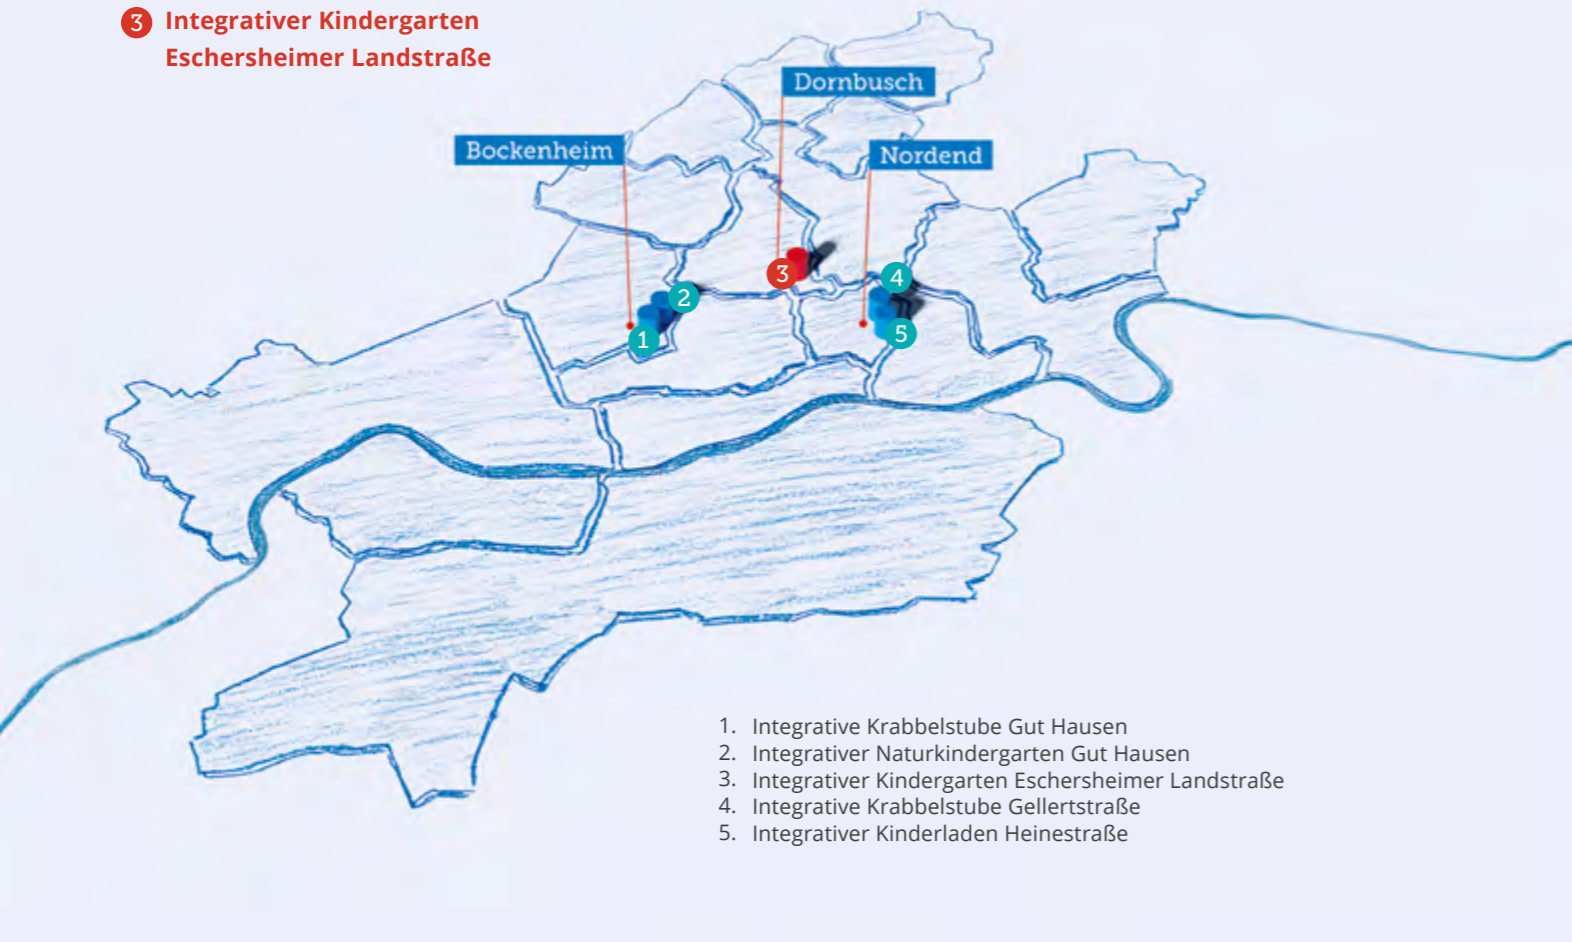 3 Integrativer Kindergarten
Eschersheimer Landstraße
Dornbusch
Bockenheim
Nordend
3
4
2
1
5
1. Integrative Krabbelstube Gut Hausen
2. Integrativer Naturkindergarten Gut Hausen
3. Integrativer Kindergarten Eschersheimer Landstraße
4. Integrative Krabbelstube Gellertstraße
5. Integrativer Kinderladen Heinestraße